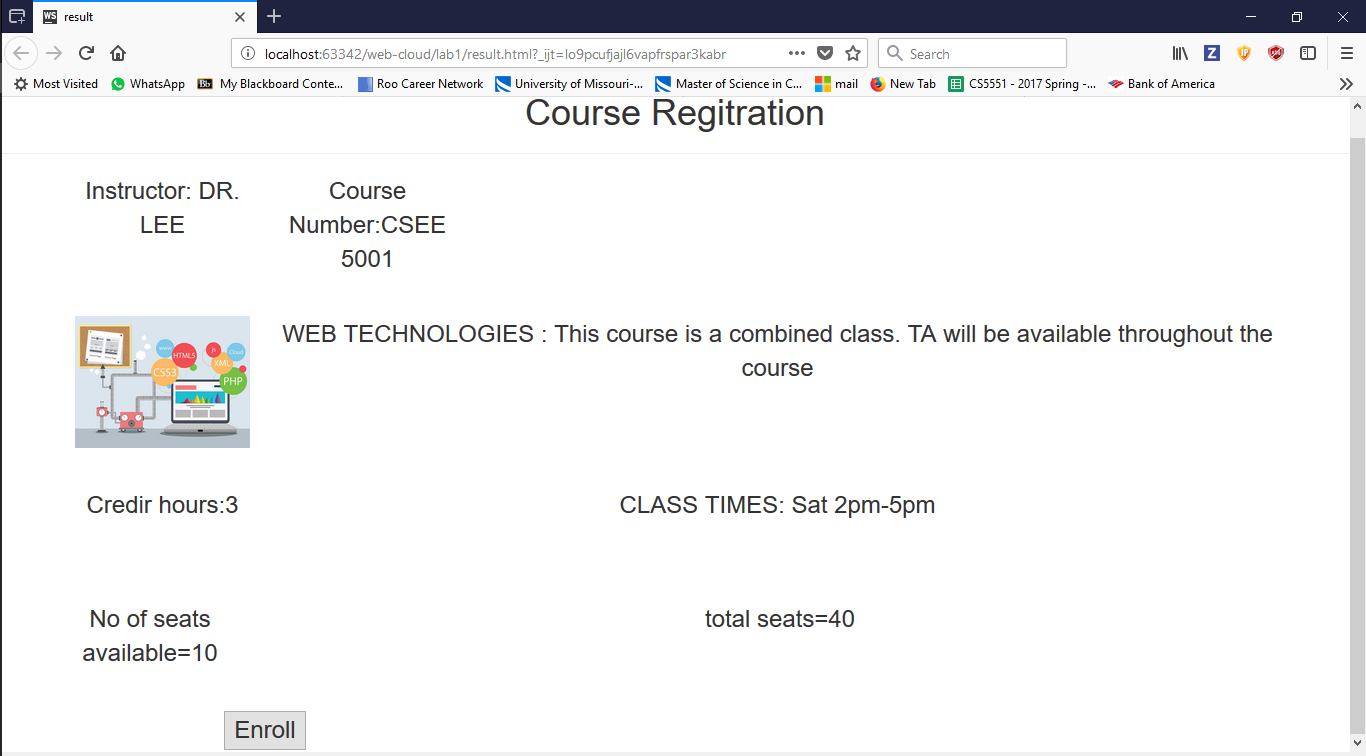 WS result
localhost:63342/web-cloud/lab1/result.html?_ijt=lo9pcufjajl6vapfrspar3kabr
Search
Most Visited WhatsApp Bb My Blackboard Conte... Roo Career Network University of Missouri-... Master of Science in C... mail New Tab CS5551 - 2017 Spring -... Bank of America
Course Regitration
Instructor: DR.
LEE
Course
Number:CSEE
5001
WEB TECHNOLOGIES : This course is a combined class. TA will be available throughout the
course
www
HTML5
JS
Cloud
XML
CSS3
PHP
Credir hours:3
CLASS TIMES: Sat 2pm-5pm
No of seats
available=10
total seats=40
Enroll